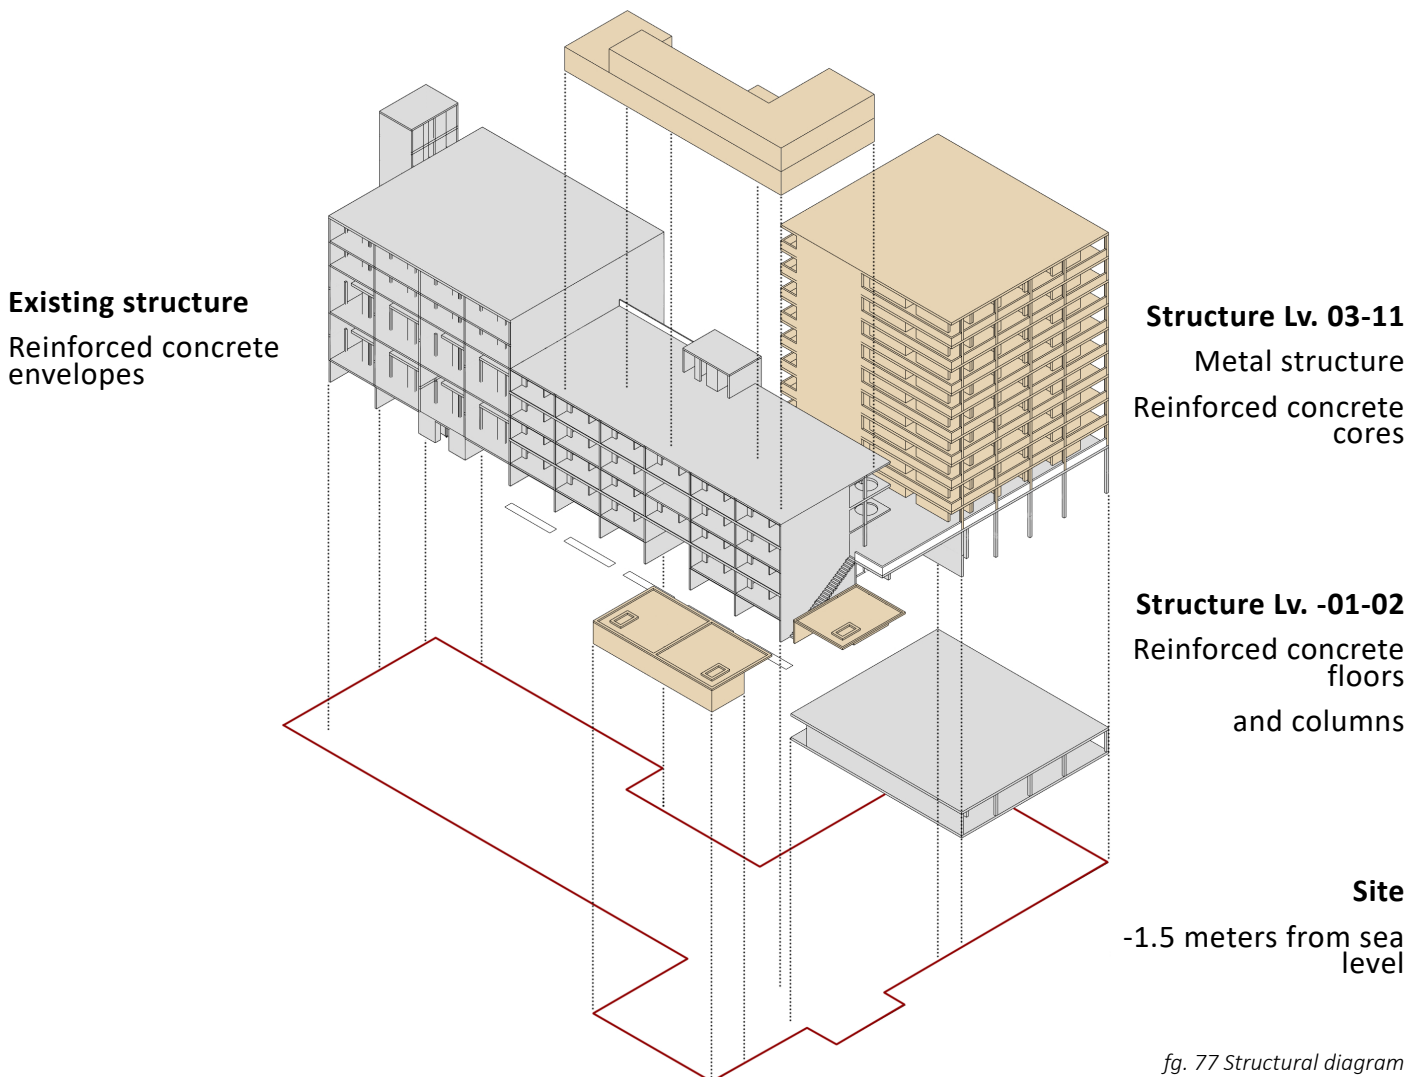 Existing structure
Reinforced concrete
envelopes
Structure Lv. 03-11
Metal structure
Reinforced concrete
cores
Structure Lv. -01-02
Reinforced concrete
floors
and columns
Site
-1.5 meters from sea
level
fg. 77 Structural diagram